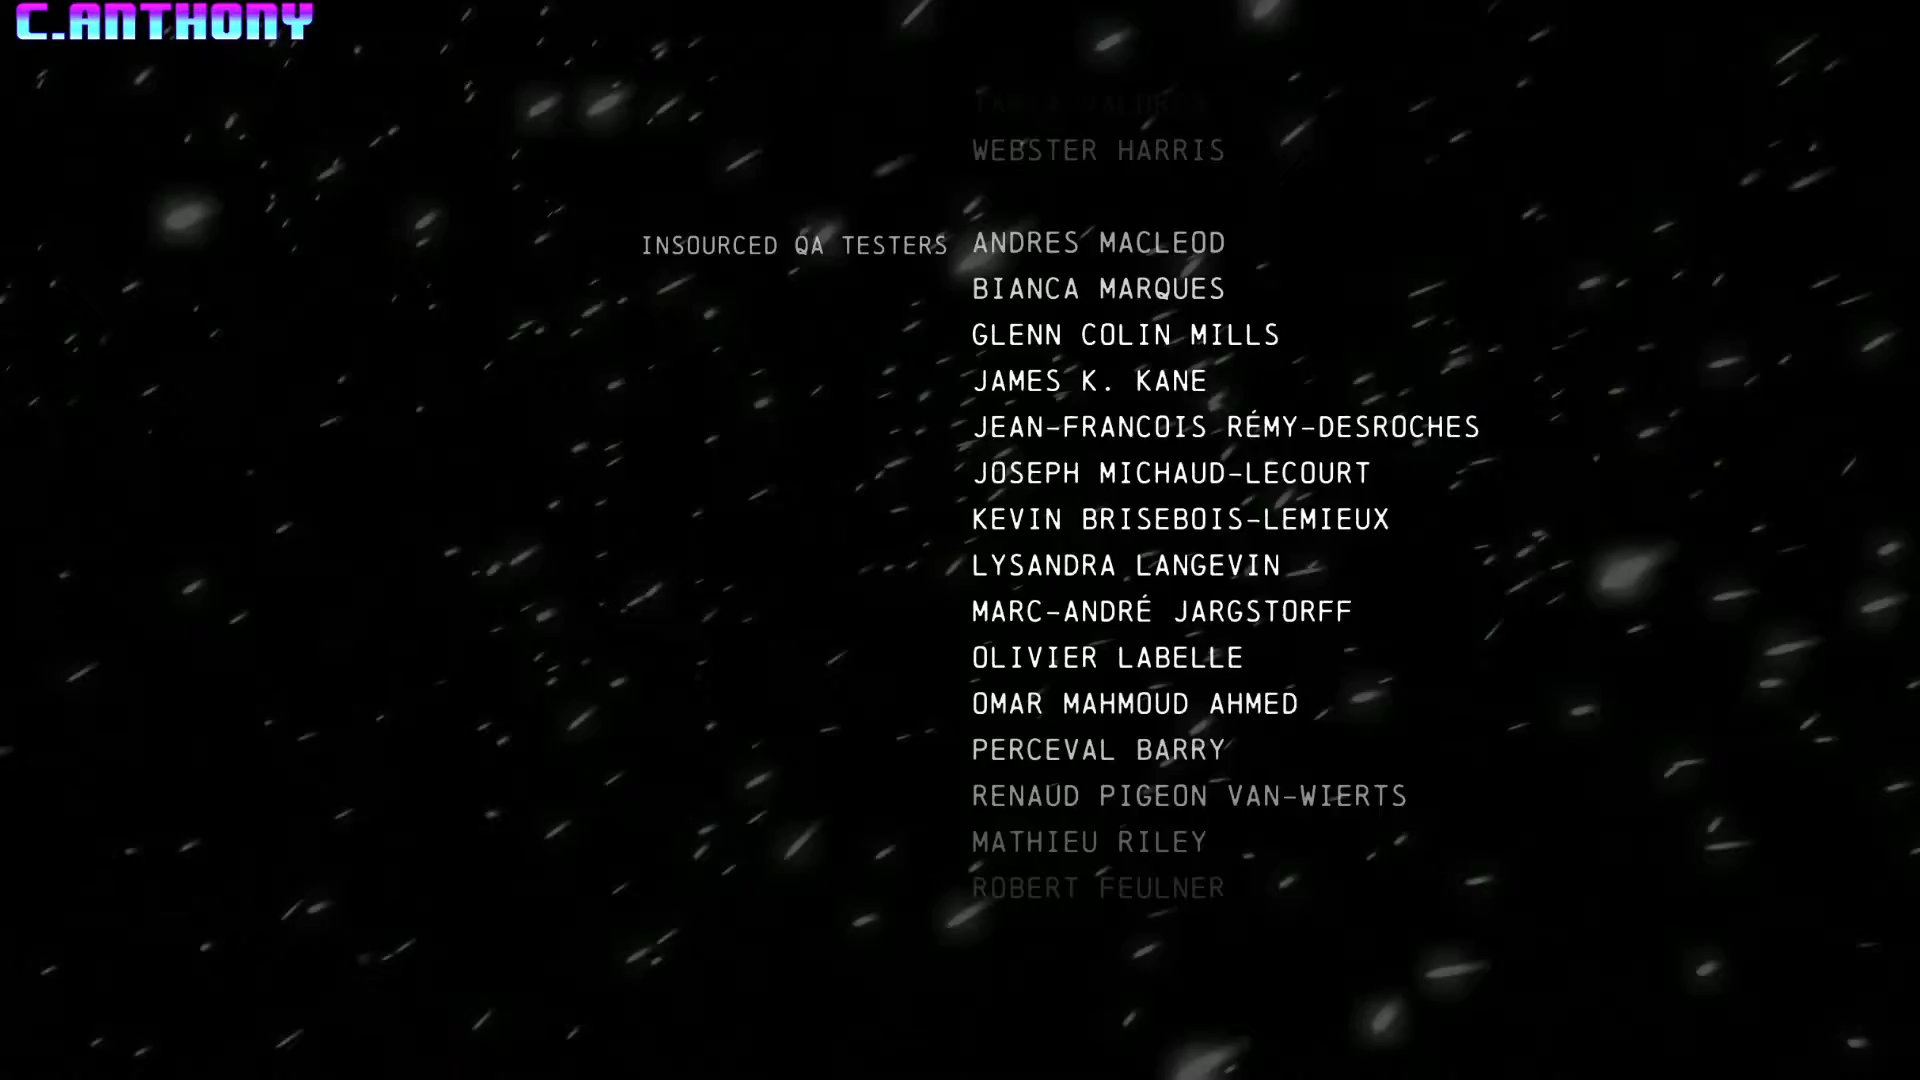 C.ANTHONY
WEBSTER HARRIS
INSOURCED QA TESTERS ANDRES MACLEOD
BIANCA MARQUES
GLENN COLIN MILLS
JAMES K. KANE
JEAN-FRANCOIS RÉMY-DESROCHES
JOSEPH MICHAUD-LECOURT
KEVIN BRISEBOIS-LEMIEUX
LYSANDRA LANGEVIN
MARC-ANDRÉ JARGSTORFF
OLIVIER LABELLE
OMAR MAHMOUD AHMED
PERCEVAL BARRY
RENAUD PIGEON VAN-WIERTS
MATHIEU RILEY
ROBERT FEULNER